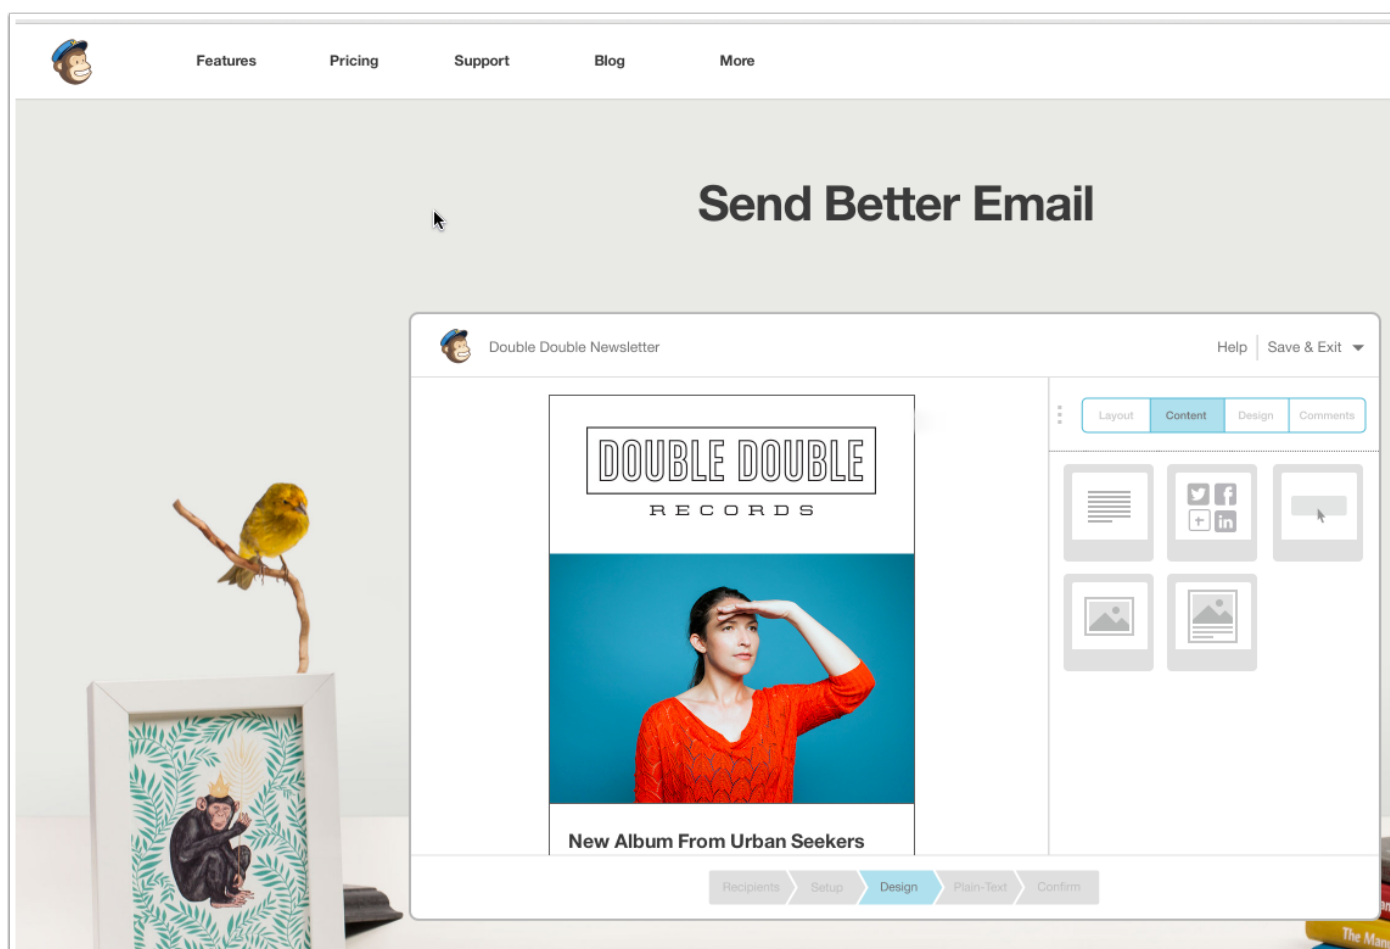 Features Pricing Support Blog More
Send Better Email
Double Double Newsletter Help Save & Exit
Layout Content Design Comments
DOUBLE DOUBLE
RECORDS
New Album From Urban Seekers
Recipients Setup Design Plain-Text Confirm
The